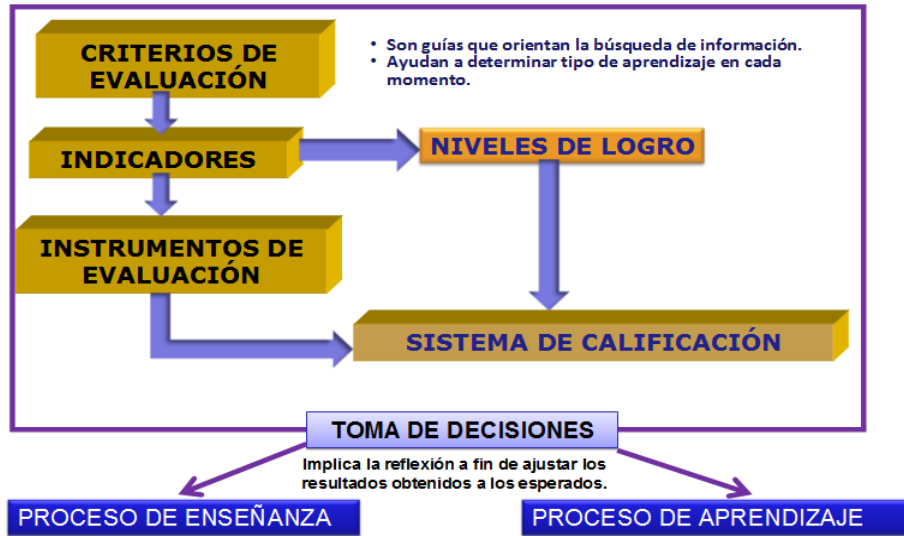 CRITERIOS DE
EVALUACIÓN
• Son guías que orientan la búsqueda de información.
• Ayudan a determinar tipo de aprendizaje en cada
momento.
INDICADORES
NIVELES DE LOGRO
INSTRUMENTOS DE
EVALUACIÓN
SISTEMA DE CALIFICACIÓN
TOMA DE DECISIONES
Implica la reflexión a fin de ajustar los
resultados obtenidos a los esperados.
PROCESO DE ENSEÑANZA
PROCESO DE APRENDIZAJE